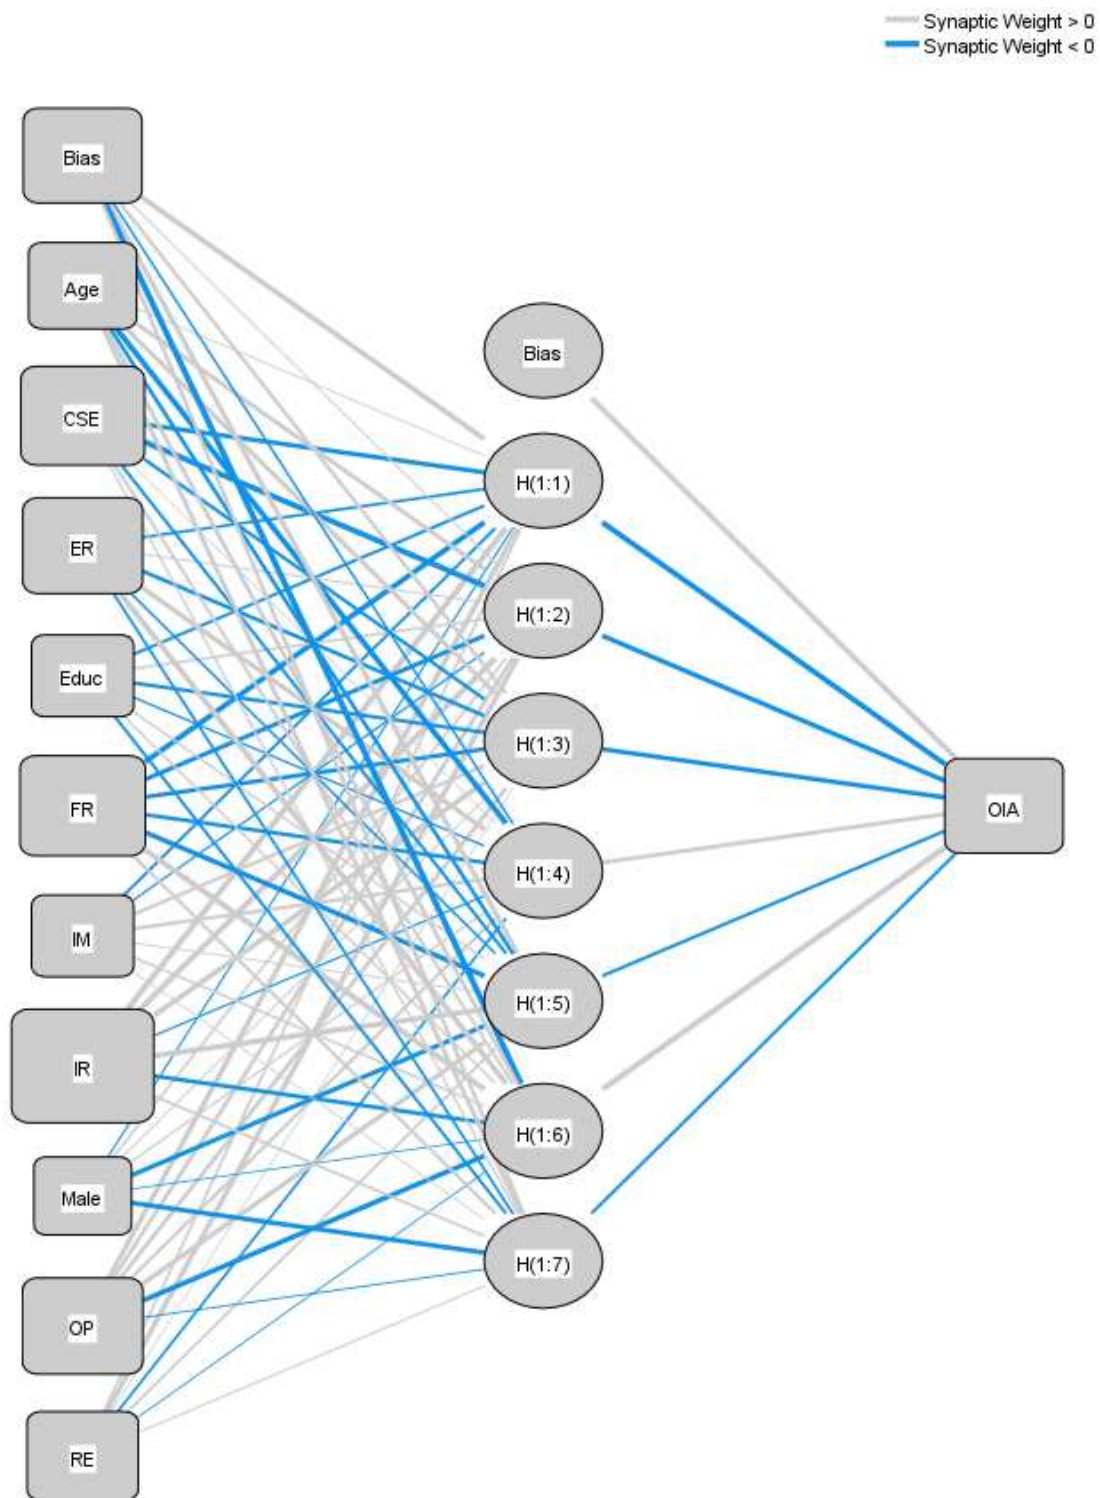 Synaptic Weight > 0
Synaptic Weight < 0
Bias
Age
CSE
ER
Educ
FR
IM
IR
Male
OP
RE
Bias
H(1:1)
H(1:2)
H(1:3)
H(1:4)
H(1:5)
H(1:6)
H(1:7)
OIA